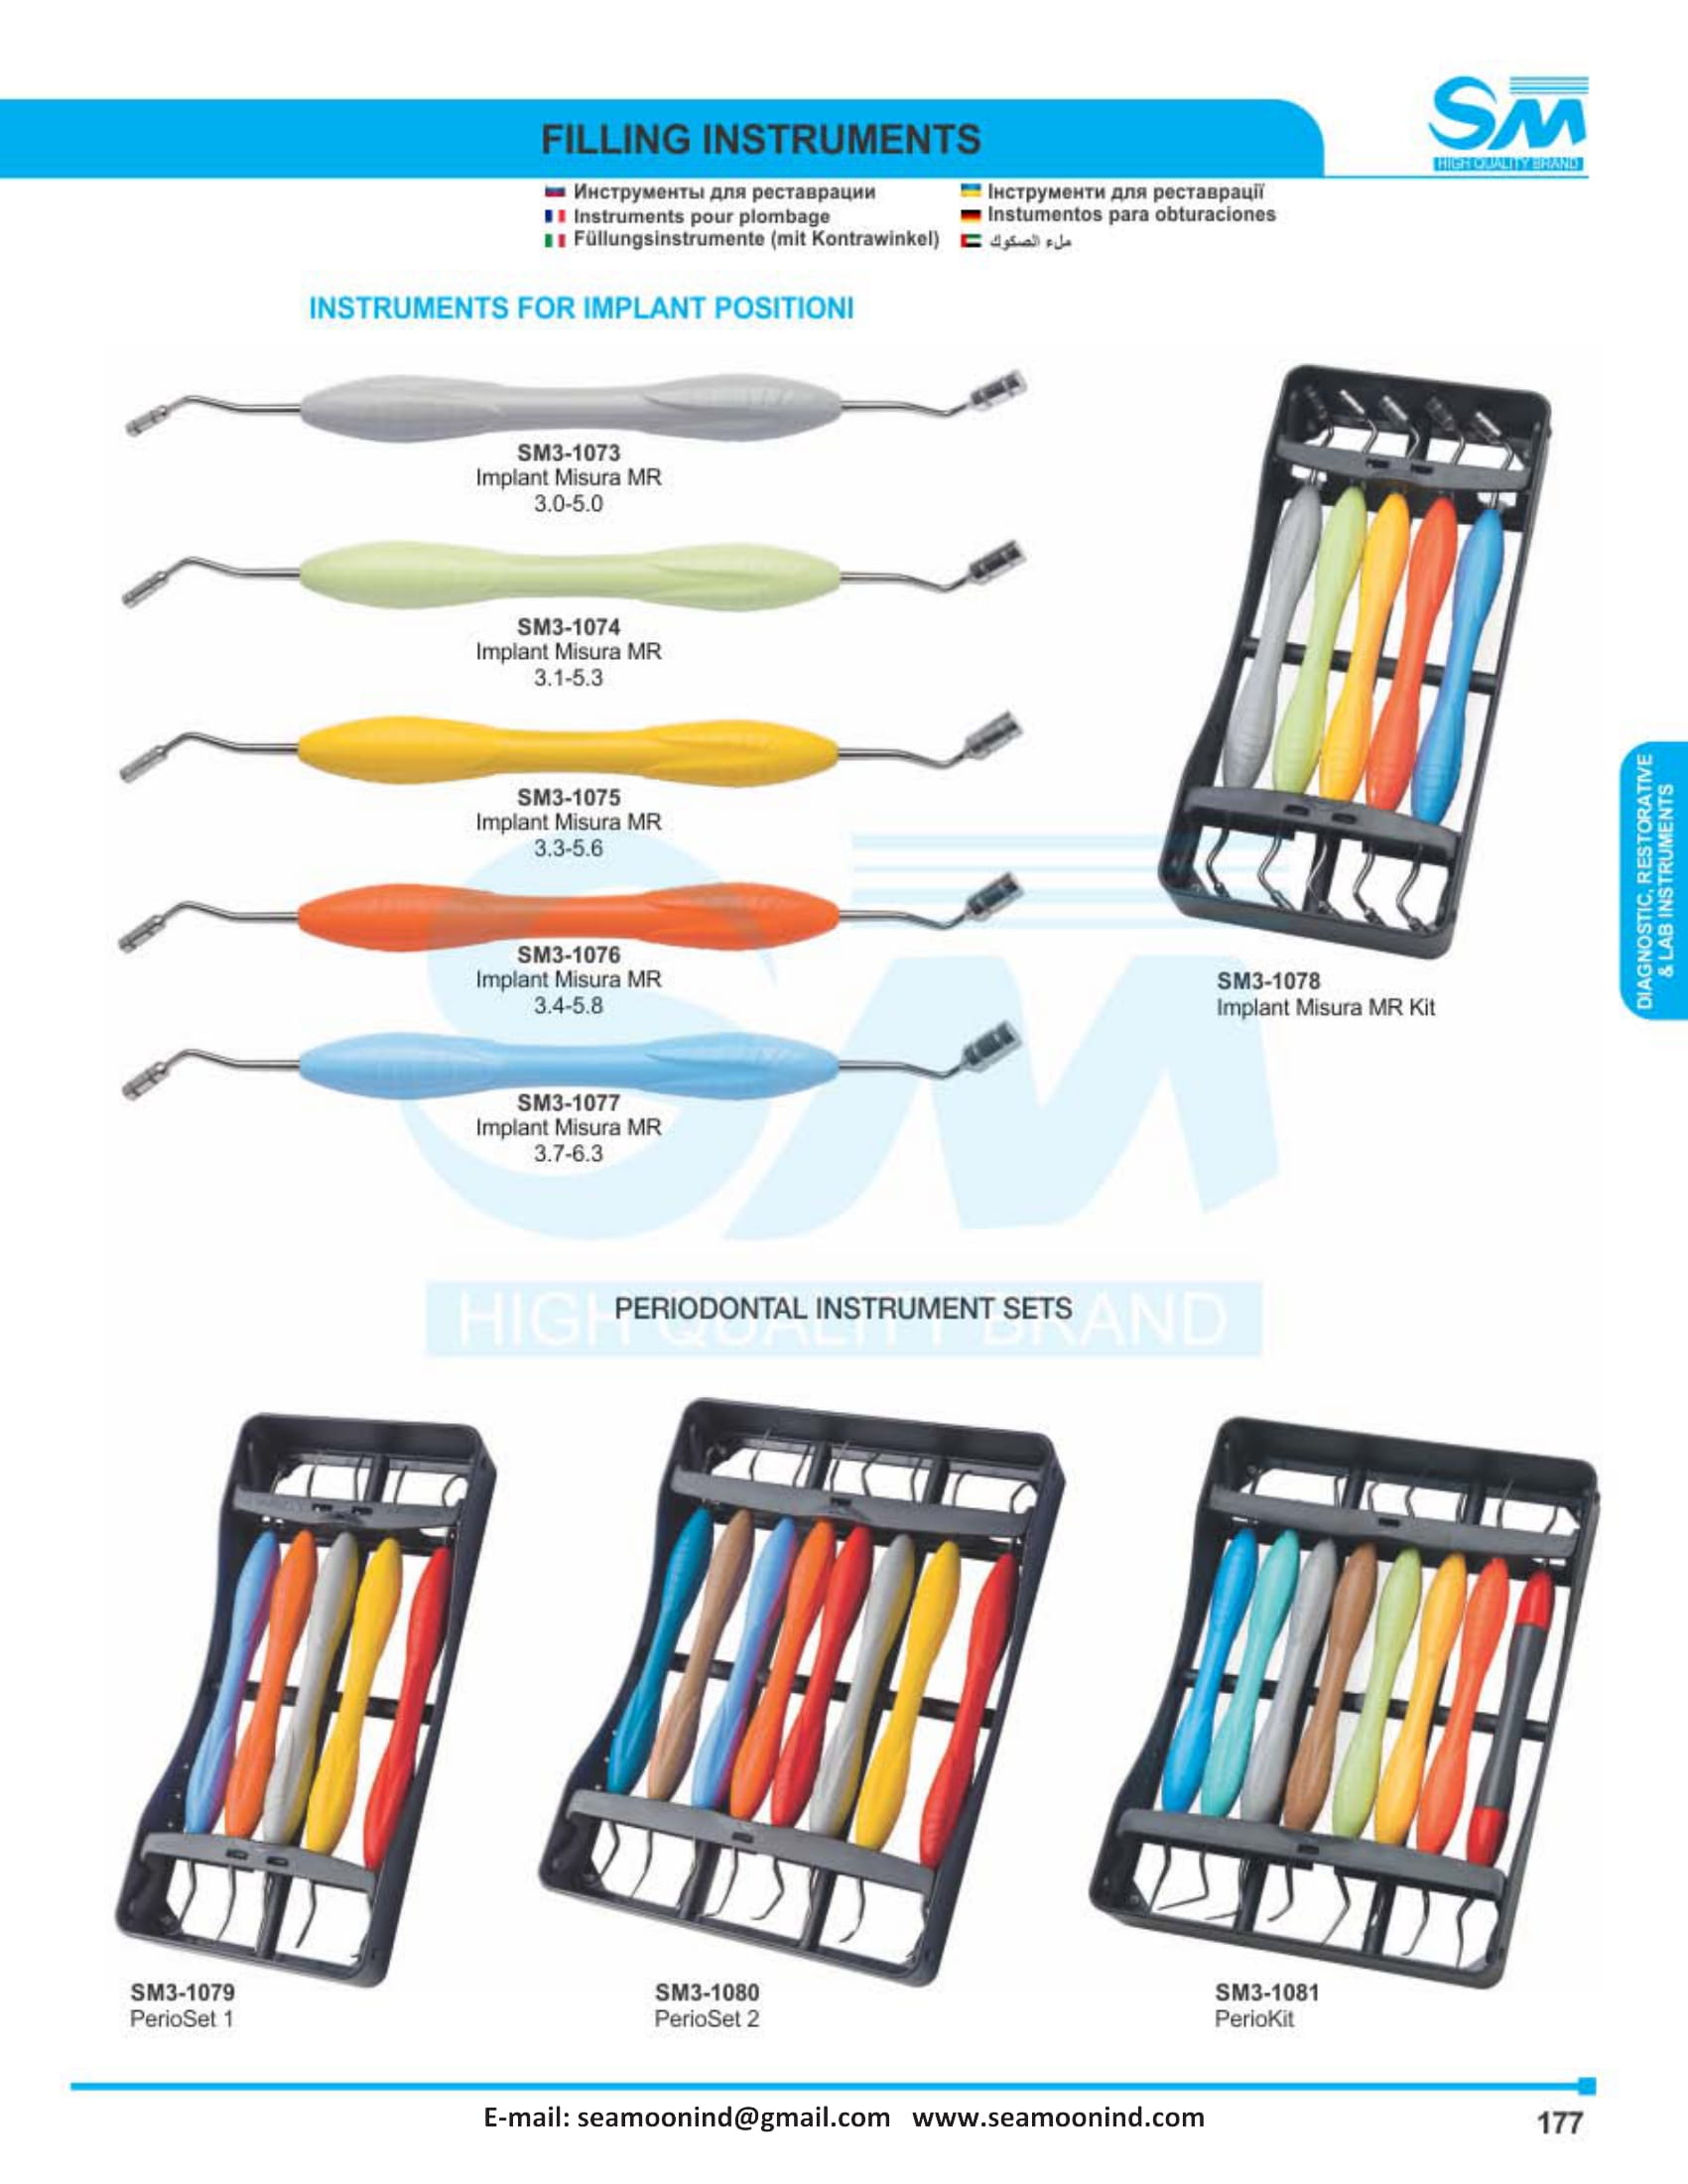 SM
HIGH QUALITY BRAND
FILLING INSTRUMENTS
Инструменты для реставрации
Instruments pour plombage
Füllungsinstrumente (mit Kontrawinkel)
Інструменти для реставрації
Instumentos para obturaciones
ملء الصكوك
INSTRUMENTS FOR IMPLANT POSITIONI
SM3-1073
Implant Misura MR
3.0-5.0
SM3-1074
Implant Misura MR
3.1-5.3
SM3-1075
Implant Misura MR
3.3-5.6
SM3-1076
Implant Misura MR
3.4-5.8
SM3-1077
Implant Misura MR
3.7-6.3
SM3-1078
Implant Misura MR Kit
DIAGNOSTIC, RESTORATIVE
& LAB INSTRUMENTS
SM
HIGH QUALITY BRAND
PERIODONTAL INSTRUMENT SETS
SM3-1079
PerioSet 1
SM3-1080
PerioSet 2
SM3-1081
PerioKit
E-mail: seamoonind@gmail.com www.seamoonind.com
177